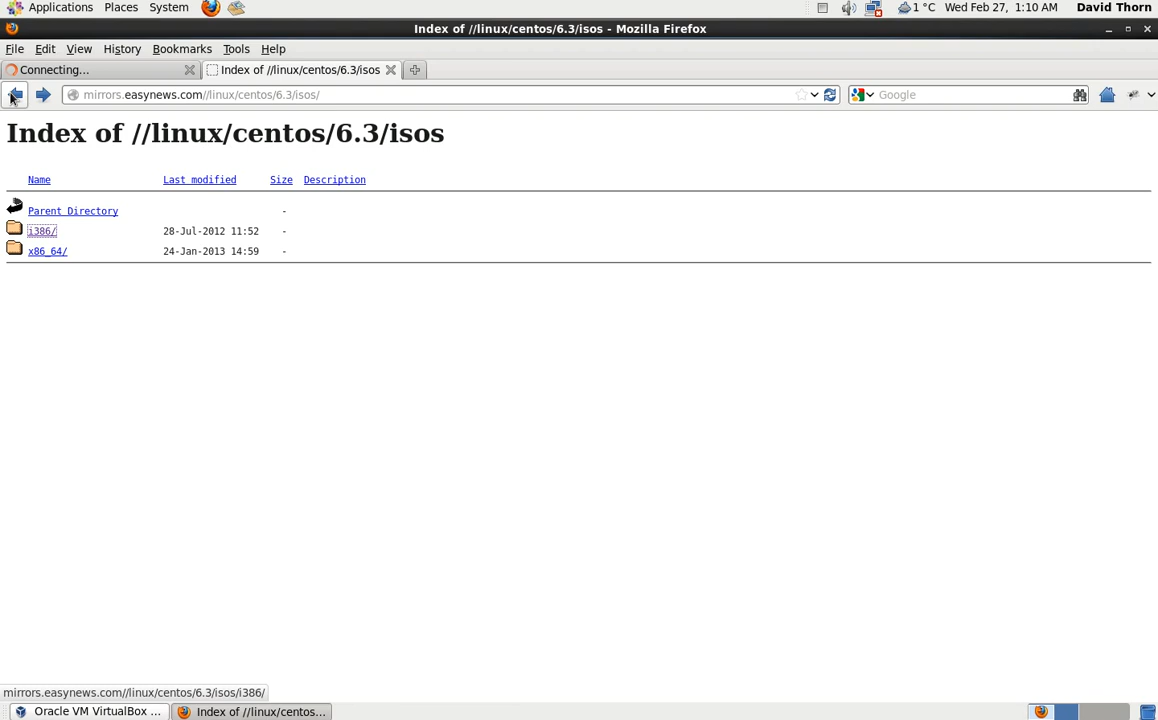 Applications Places System 1 °C Wed Feb 27, 1:10 AM David Thorn
Index of //linux/centos/6.3/isos - Mozilla Firefox
File Edit View History Bookmarks Tools Help
Connecting... Index of //linux/centos/6.3/isos
mirrors.easynews.com//linux/centos/6.3/isos/ Google
Index of //linux/centos/6.3/isos
Name Last modified Size Description
Parent Directory -
i386/ 28-Jul-2012 11:52 -
x86_64/ 24-Jan-2013 14:59 -
mirrors.easynews.com//linux/centos/6.3/isos/i386/
Oracle VM VirtualBox ... Index of //linux/centos...